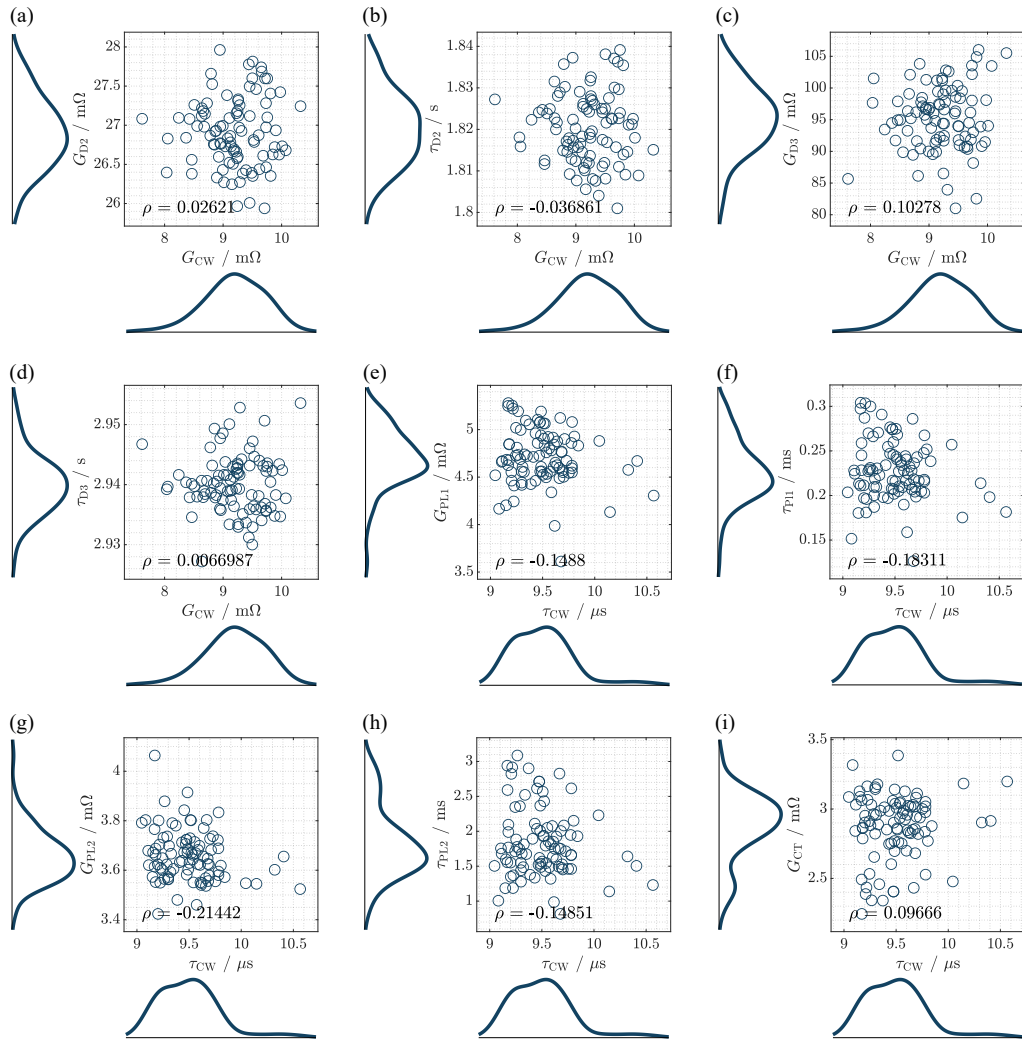 (a)
28
27
26
G_D2 / mΩ
ρ = 0.02621
8
9
10
G_CW / mΩ
(b)
1.84
1.83
1.82
1.81
1.8
τ_D2 / s
ρ = -0.036861
8
9
10
G_CW / mΩ
(c)
105
100
95
90
85
80
G_D3 / mΩ
ρ = 0.10278
8
9
10
G_CW / mΩ
(d)
2.95
2.94
2.93
τ_D3 / s
ρ = 0.0066987
8
9
10
G_CW / mΩ
(e)
5
4.5
4
3.5
G_PL1 / mΩ
ρ = -0.1488
9
9.5
10
10.5
τ_CW / μs
(f)
0.3
0.25
0.2
0.15
τ_Pl1 / ms
ρ = -0.18311
9
9.5
10
10.5
τ_CW / μs
(g)
4
3.8
3.6
3.4
G_PL2 / mΩ
ρ = -0.21442
9
9.5
10
10.5
τ_CW / μs
(h)
3
2.5
2
1.5
1
τ_PL2 / ms
ρ = -0.14851
9
9.5
10
10.5
τ_CW / μs
(i)
3.5
3
2.5
G_CT / mΩ
ρ = 0.09666
9
9.5
10
10.5
τ_CW / μs